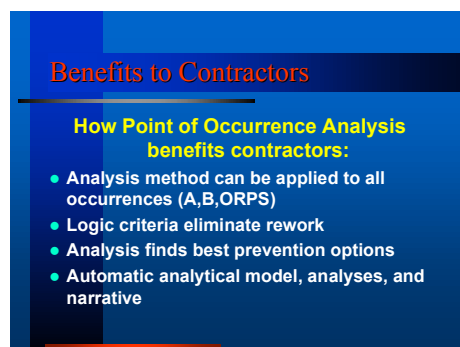 Benefits to Contractors
How Point of Occurrence Analysis
benefits contractors:
Analysis method can be applied to all
occurrences (A,B,ORPS)
Logic criteria eliminate rework
Analysis finds best prevention options
Automatic analytical model, analyses, and
narrative